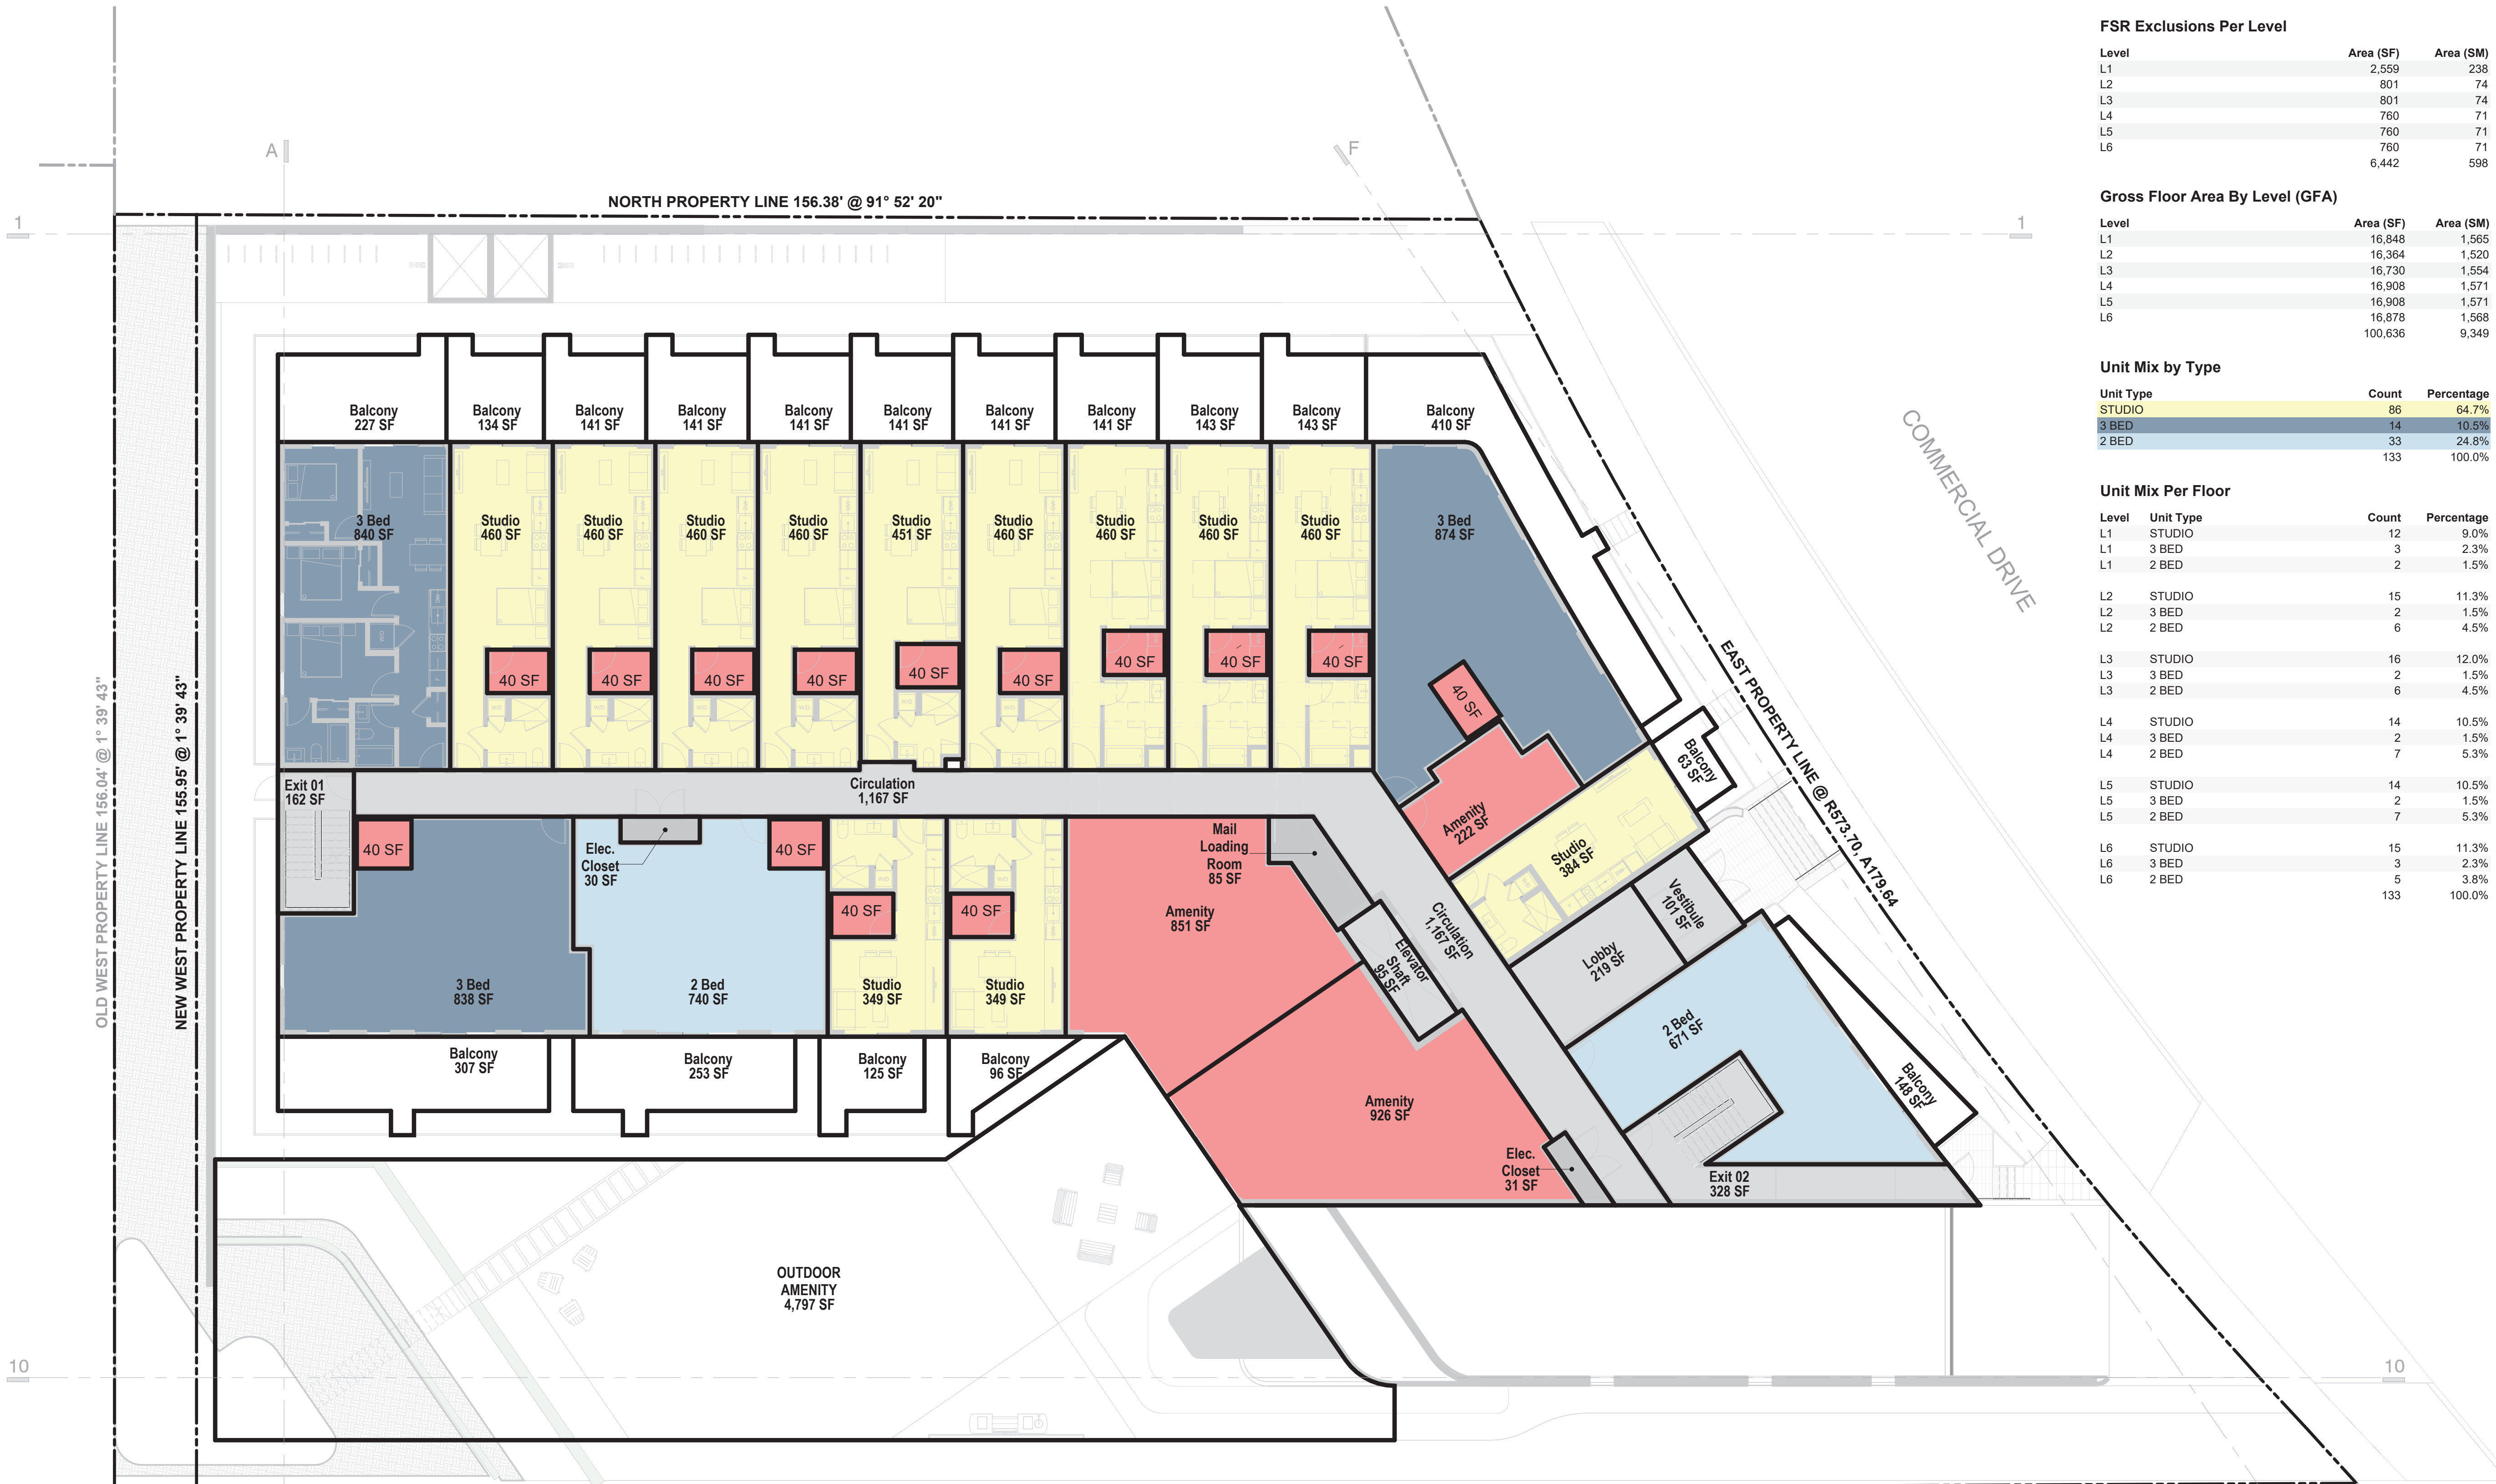 FSR Exclusions Per Level
Level Area (SF) Area (SM)
L1 2,559 238
L2 801 74
L3 801 74
L4 760 71
L5 760 71
L6 760 71
6,442 598
Gross Floor Area By Level (GFA)
Level Area (SF) Area (SM)
L1 16,848 1,565
L2 16,364 1,520
L3 16,730 1,554
L4 16,908 1,571
L5 16,908 1,571
L6 16,878 1,568
100,636 9,349
Unit Mix by Type
Unit Type Count Percentage
STUDIO 86 64.7%
3 BED 14 10.5%
2 BED 33 24.8%
133 100.0%
Unit Mix Per Floor
Level Unit Type Count Percentage
L1 STUDIO 12 9.0%
L1 3 BED 3 2.3%
L1 2 BED 2 1.5%
L2 STUDIO 15 11.3%
L2 3 BED 2 1.5%
L2 2 BED 6 4.5%
L3 STUDIO 16 12.0%
L3 3 BED 2 1.5%
L3 2 BED 6 4.5%
L4 STUDIO 14 10.5%
L4 3 BED 2 1.5%
L4 2 BED 7 5.3%
L5 STUDIO 14 10.5%
L5 3 BED 2 1.5%
L5 2 BED 7 5.3%
L6 STUDIO 15 11.3%
L6 3 BED 3 2.3%
L6 2 BED 5 3.8%
133 100.0%
A
F
NORTH PROPERTY LINE 156.38' @ 91° 52' 20"
1
1
COMMERCIAL DRIVE
OLD WEST PROPERTY LINE 156.04' @ 1° 39' 43"
NEW WEST PROPERTY LINE 155.95' @ 1° 39' 43"
EAST PROPERTY LINE @ R573.70, A179.64
Balcony
227 SF
Balcony
134 SF
Balcony
141 SF
Balcony
141 SF
Balcony
141 SF
Balcony
141 SF
Balcony
141 SF
Balcony
141 SF
Balcony
143 SF
Balcony
143 SF
Balcony
410 SF
3 Bed
840 SF
Studio
460 SF
Studio
460 SF
Studio
460 SF
Studio
460 SF
Studio
451 SF
Studio
460 SF
Studio
460 SF
Studio
460 SF
Studio
460 SF
3 Bed
874 SF
40 SF
40 SF
40 SF
40 SF
40 SF
40 SF
40 SF
40 SF
40 SF
40 SF
Balcony
63 SF
Exit 01
162 SF
Circulation
1,167 SF
Amenity
222 SF
Studio
384 SF
40 SF
Elec.
Closet
30 SF
40 SF
40 SF
40 SF
Mail
Loading
Room
85 SF
Amenity
851 SF
Elevator
Shaft
95 SF
Circulation
1,167 SF
Vestibule
101 SF
Lobby
219 SF
3 Bed
838 SF
2 Bed
740 SF
Studio
349 SF
Studio
349 SF
2 Bed
671 SF
Balcony
307 SF
Balcony
253 SF
Balcony
125 SF
Balcony
96 SF
Balcony
148 SF
Amenity
926 SF
Elec.
Closet
31 SF
Exit 02
328 SF
OUTDOOR
AMENITY
4,797 SF
10
10